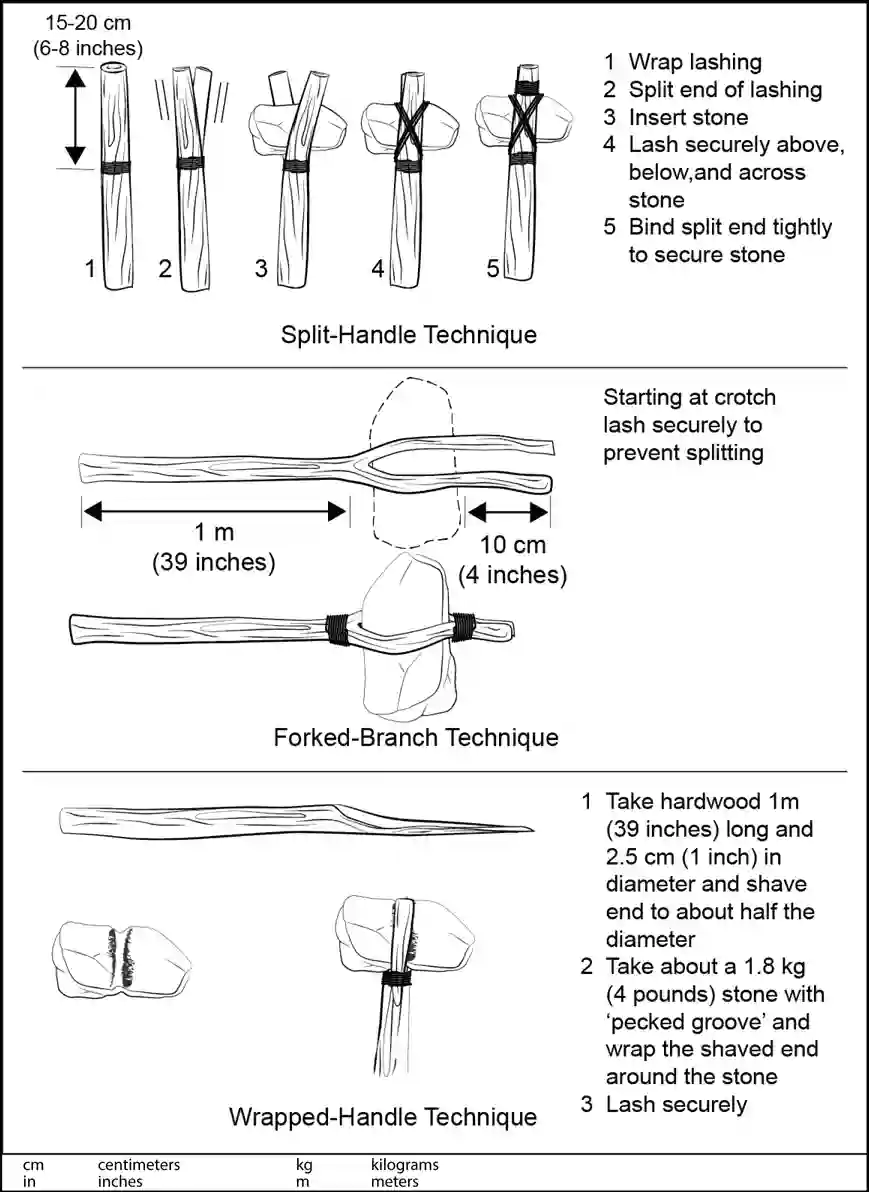 15-20 cm
(6-8 inches)
1 Wrap lashing
2 Split end of lashing
3 Insert stone
4 Lash securely above,
below,and across
stone
5 Bind split end tightly
to secure stone
1 2 3 4 5
Split-Handle Technique
Starting at crotch
lash securely to
prevent splitting
1 m
(39 inches)
10 cm
(4 inches)
Forked-Branch Technique
1 Take hardwood 1m
(39 inches) long and
2.5 cm (1 inch) in
diameter and shave
end to about half the
diameter
2 Take about a 1.8 kg
(4 pounds) stone with
‘pecked groove’ and
wrap the shaved end
around the stone
3 Lash securely
Wrapped-Handle Technique
cm centimeters kg kilograms
in inches m meters